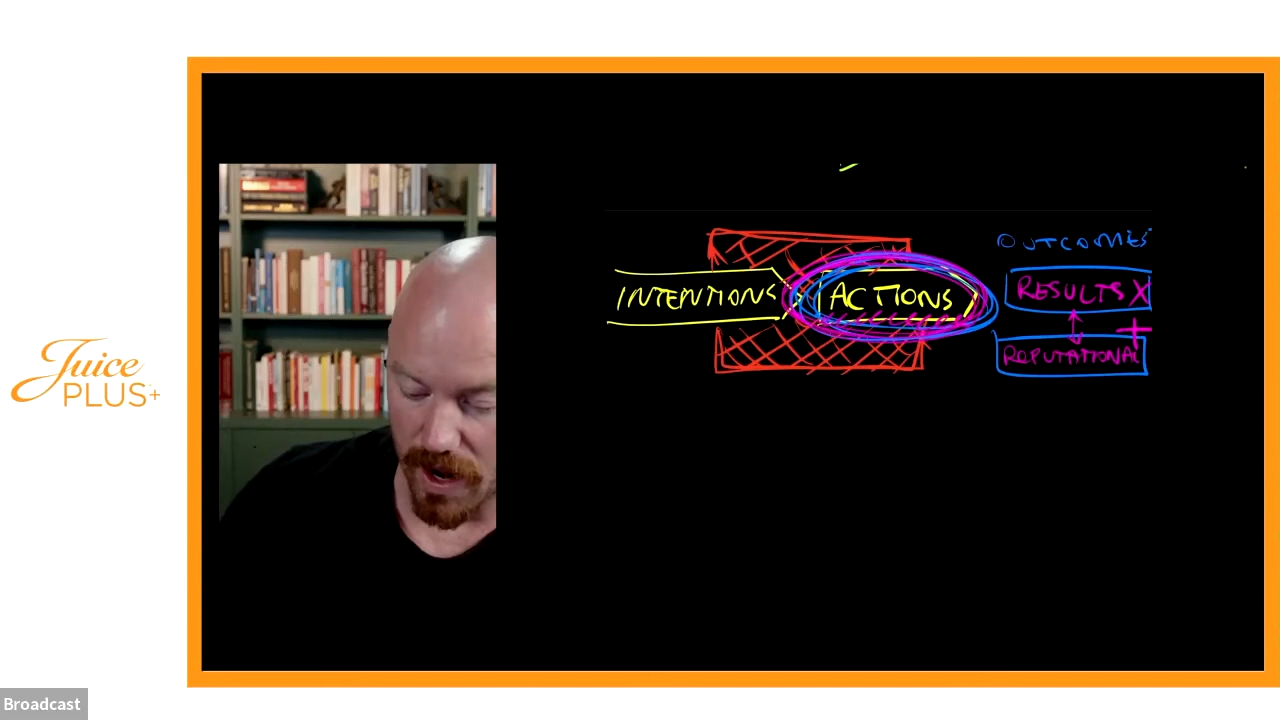 Juice
PLUS+
OUTCOMES
INTENTIONS
ACTIONS
RESULTS X
+
REPUTATIONAL
Broadcast